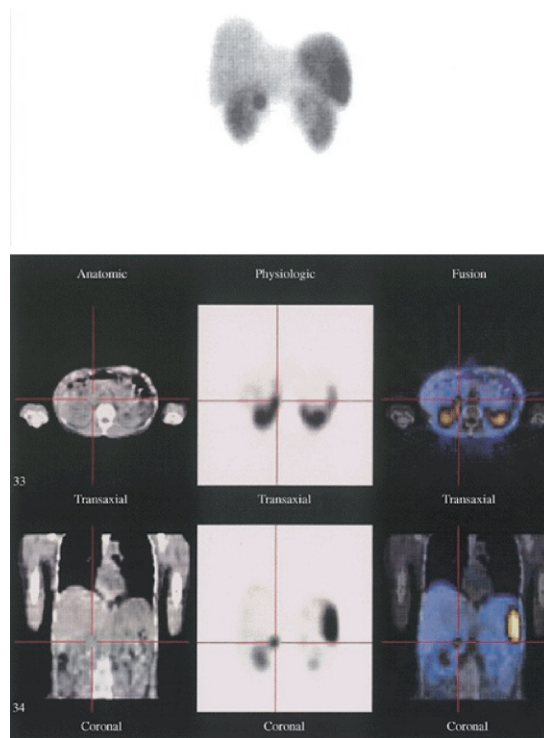 Anatomic Physiologic Fusion
33
Transaxial Transaxial Transaxial
34
Coronal Coronal Coronal